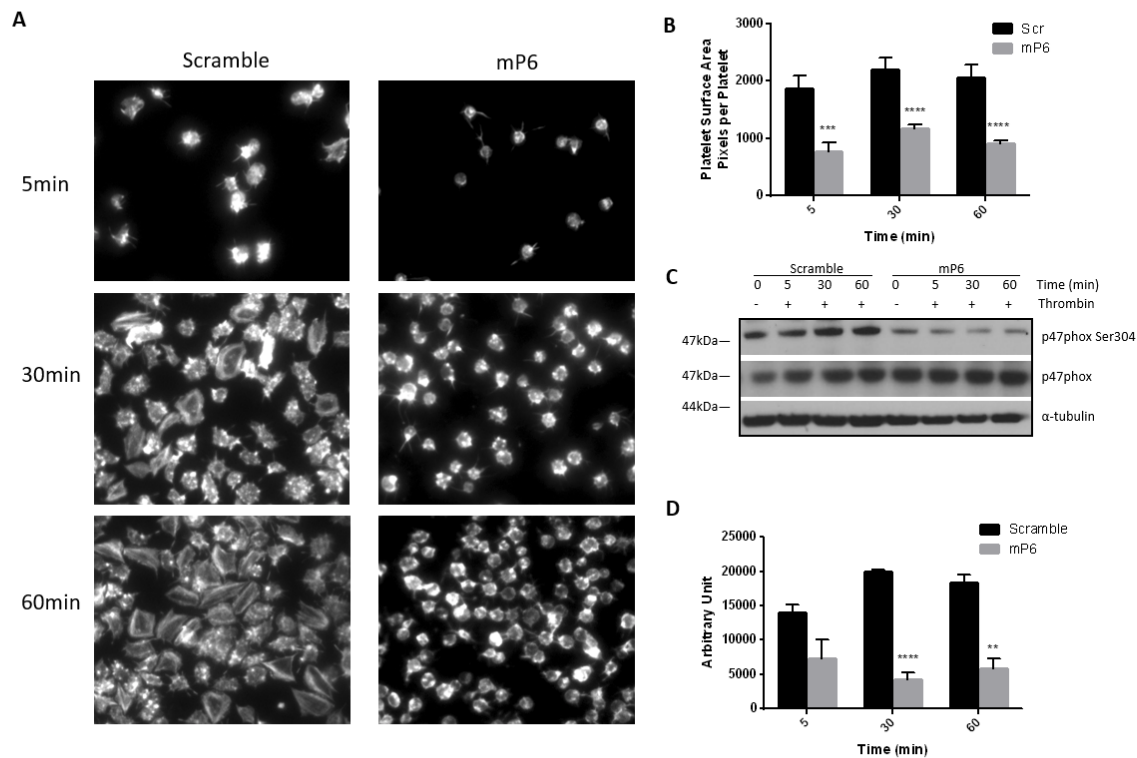 A
Scramble
mP6
5min
30min
60min
B
3000
2000
1000
0
Platelet Surface Area
Pixels per Platelet
Scr
mP6
***
****
****
5
30
60
Time (min)
C
Scramble
mP6
0 5 30 60 0 5 30 60 Time (min)
- + + + - + + + Thrombin
47kDa— p47phox Ser304
47kDa— p47phox
44kDa—
α-tubulin
D
25000
20000
15000
10000
5000
0
Arbitrary Unit
Scramble
mP6
****
**
5
30
60
Time (min)